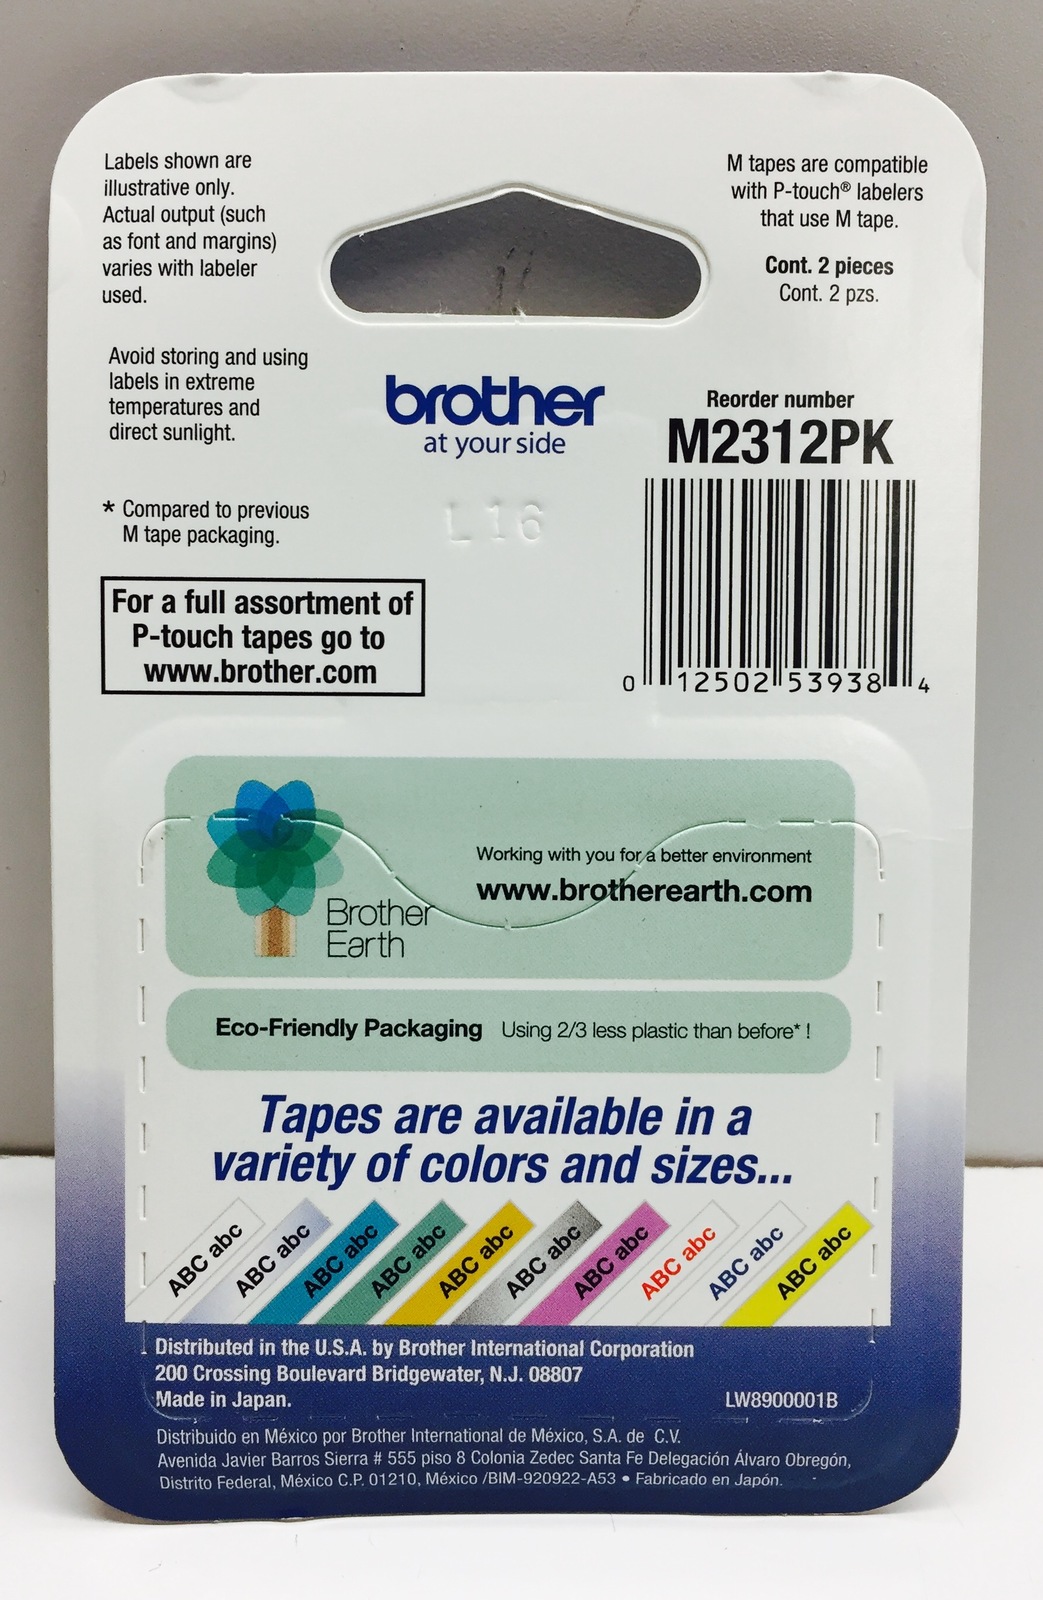 Labels shown are
illustrative only.
Actual output (such
as font and margins)
varies with labeler
used.
Avoid storing and using
labels in extreme
temperatures and
direct sunlight.
* Compared to previous
M tape packaging.
For a full assortment of
P-touch tapes go to
www.brother.com
brother
at your side
L16
M tapes are compatible
with P-touch® labelers
that use M tape.
Cont. 2 pieces
Cont. 2 pzs.
Reorder number
M2312PK
0 12502 53938 4
Brother
Earth
Working with you for a better environment
www.brotherearth.com
Eco-Friendly Packaging Using 2/3 less plastic than before* !
Tapes are available in a
variety of colors and sizes...
ABC abc ABC abc ABC abc ABC abc ABC abc ABC abc ABC abc ABC abc ABC abc ABC abc
Distributed in the U.S.A. by Brother International Corporation
200 Crossing Boulevard Bridgewater, N.J. 08807
Made in Japan. LW8900001B
Distribuido en México por Brother International de México, S.A. de C.V.
Avenida Javier Barros Sierra # 555 piso 8 Colonia Zedec Santa Fe Delegación Álvaro Obregón,
Distrito Federal, México C.P. 01210, México /BIM-920922-A53 • Fabricado en Japón.